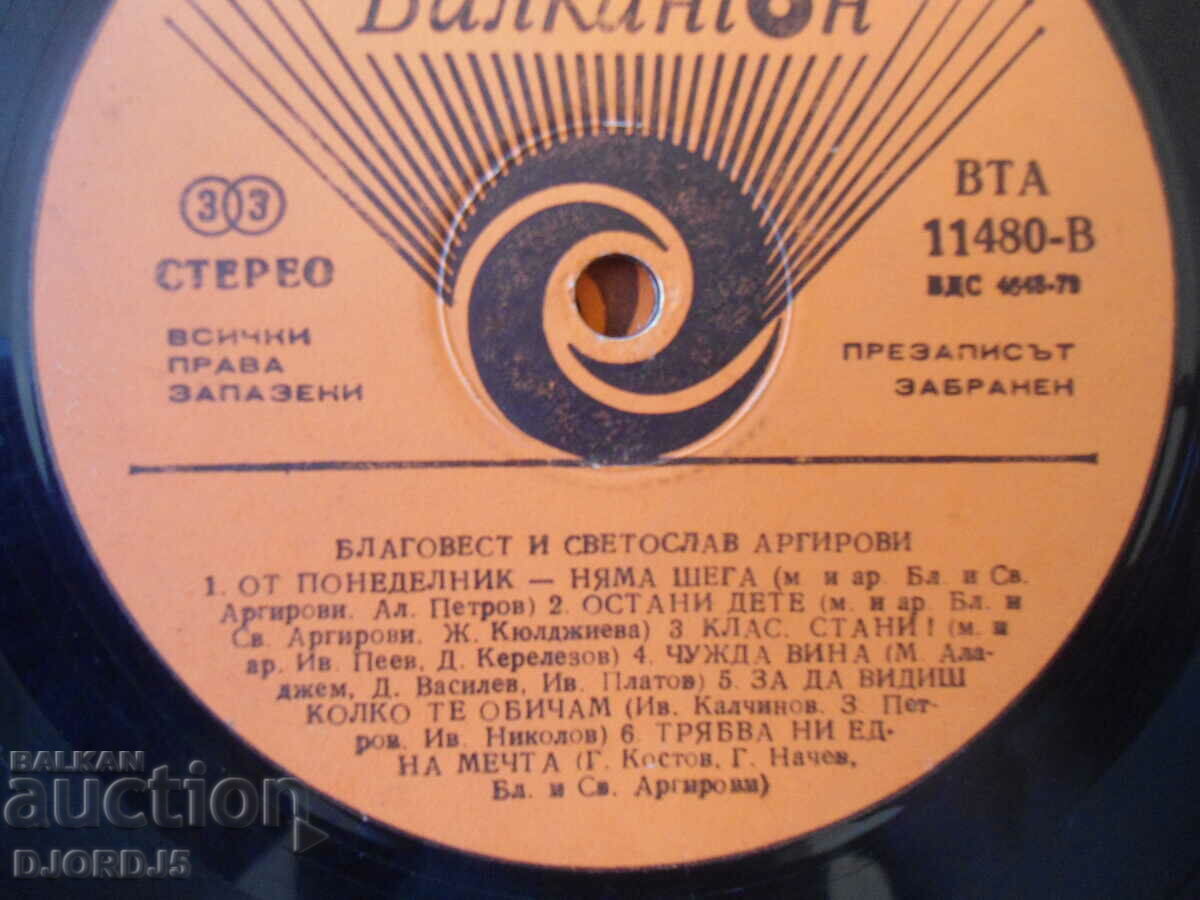 Балкантон
33
СТЕРЕО
ВСИЧКИ
ПРАВА
ЗАПАЗЕНИ
ВТА
11480-В
ПРЕЗАПИСЪТ
ЗАБРАНЕН
БЛАГОВЕСТ И СВЕТОСЛАВ АРГИРОВИ
1. ОТ ПОНЕДЕЛНИК — НЯМА ШЕГА (м. и ар. Бл. и Св.
Аргирови, Ал. Петров) 2. ОСТАНИ ДЕТЕ (м. и ар. Бл. и
Св. Аргирови, Ж. Кюлджиева) 3 КЛАС, СТАНИ! (м. и
ар. Ив. Пеев, Д. Керелезов) 4. ЧУЖДА ВИНА (М. Ала-
джем, Д. Василев, Ив. Платов) 5. ЗА ДА ВИДИШ
КОЛКО ТЕ ОБИЧАМ (Ив. Калчинов, З. Пет-
ров, Ив. Николов) 6. ТРЯБВА НИ ЕД-
НА МЕЧТА (Г. Костов, Г. Начев,
Бл. и Св. Аргирови)
BALKAN
auction
DJORDJ5